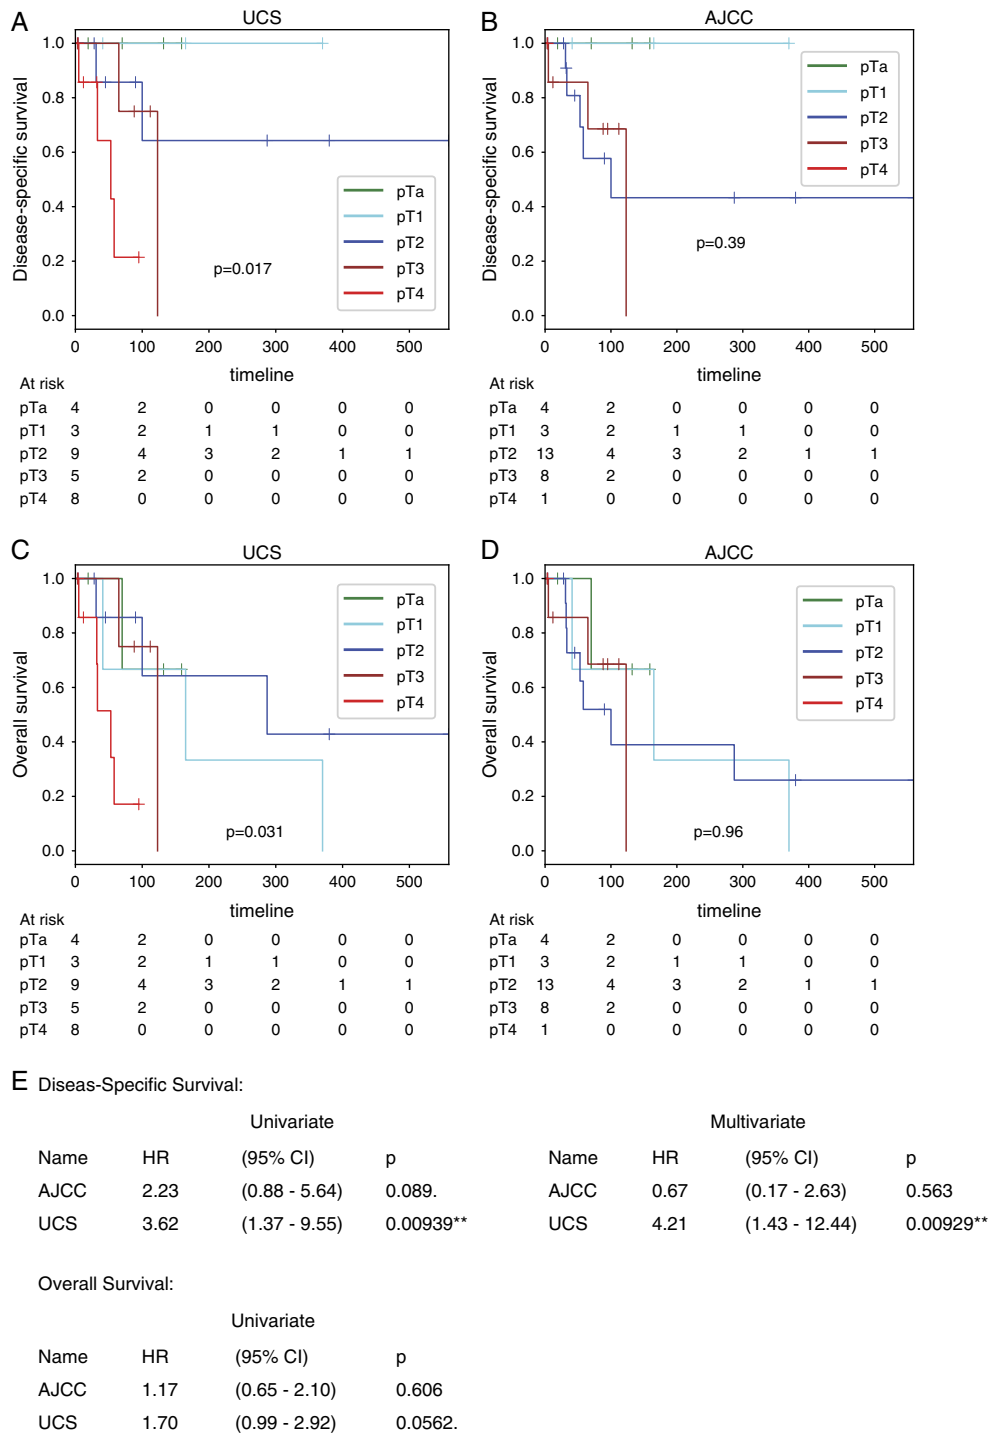 A
UCS
Disease-specific survival
1.0
0.8
0.6
0.4
0.2
0.0
pTa
pT1
pT2
pT3
pT4
p=0.017
0 100 200 300 400 500
timeline
At risk
pTa 4 2 0 0 0 0
pT1 3 2 1 1 0 0
pT2 9 4 3 2 1 1
pT3 5 2 0 0 0 0
pT4 8 0 0 0 0 0
B
AJCC
Disease-specific survival
1.0
0.8
0.6
0.4
0.2
0.0
pTa
pT1
pT2
pT3
pT4
p=0.39
0 100 200 300 400 500
timeline
At risk
pTa 4 2 0 0 0 0
pT1 3 2 1 1 0 0
pT2 13 4 3 2 1 1
pT3 8 2 0 0 0 0
pT4 1 0 0 0 0 0
C
UCS
Overall survival
1.0
0.8
0.6
0.4
0.2
0.0
pTa
pT1
pT2
pT3
pT4
p=0.031
0 100 200 300 400 500
timeline
At risk
pTa 4 2 0 0 0 0
pT1 3 2 1 1 0 0
pT2 9 4 3 2 1 1
pT3 5 2 0 0 0 0
pT4 8 0 0 0 0 0
D
AJCC
Overall survival
1.0
0.8
0.6
0.4
0.2
0.0
pTa
pT1
pT2
pT3
pT4
p=0.96
0 100 200 300 400 500
timeline
At risk
pTa 4 2 0 0 0 0
pT1 3 2 1 1 0 0
pT2 13 4 3 2 1 1
pT3 8 2 0 0 0 0
pT4 1 0 0 0 0 0
E Diseas-Specific Survival:
Univariate
Name HR (95% CI) p
AJCC 2.23 (0.88 - 5.64) 0.089.
UCS 3.62 (1.37 - 9.55) 0.00939**
Multivariate
Name HR (95% CI) p
AJCC 0.67 (0.17 - 2.63) 0.563
UCS 4.21 (1.43 - 12.44) 0.00929**
Overall Survival:
Univariate
Name HR (95% CI) p
AJCC 1.17 (0.65 - 2.10) 0.606
UCS 1.70 (0.99 - 2.92) 0.0562.